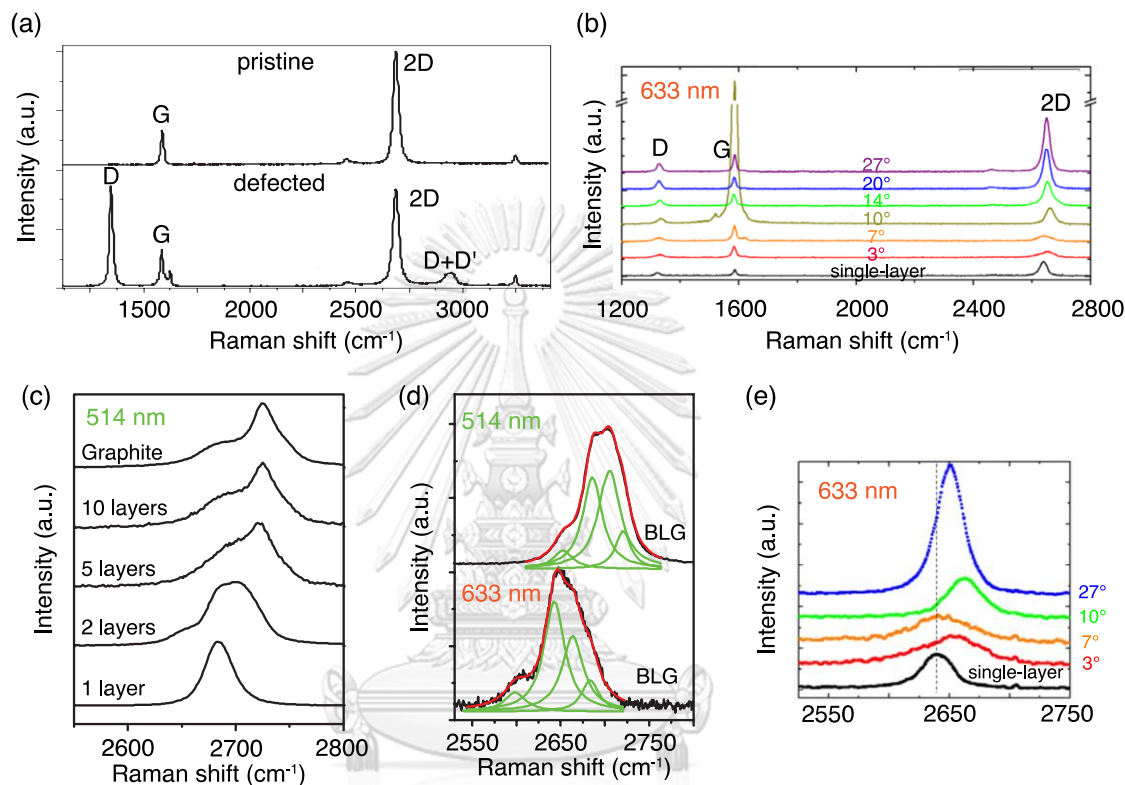 (a)
pristine
2D
G
D
defected
2D
G
D+D'
Intensity (a.u.)
1500 2000 2500 3000
Raman shift (cm⁻¹)
(b)
633 nm
2D
D
G
27°
20°
14°
10°
7°
3°
single-layer
Intensity (a.u.)
1200 1600 2000 2400 2800
Raman shift (cm⁻¹)
(c)
514 nm
Graphite
10 layers
5 layers
2 layers
1 layer
Intensity (a.u.)
2600 2700 2800
Raman shift (cm⁻¹)
(d)
514 nm
BLG
633 nm
BLG
Intensity (a.u.)
2550 2650 2750
Raman shift (cm⁻¹)
(e)
633 nm
27°
10°
7°
3°
single-layer
Intensity (a.u.)
2550 2650 2750
Raman shift (cm⁻¹)